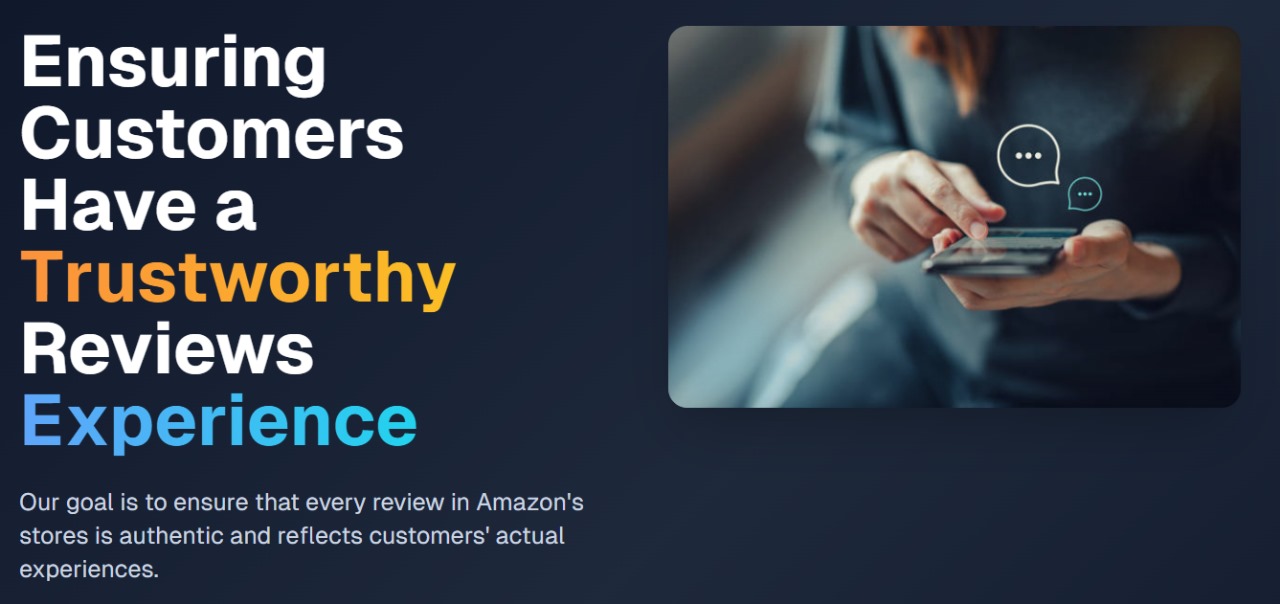 Ensuring
Customers
Have a
Trustworthy
Reviews
Experience
Our goal is to ensure that every review in Amazon's
stores is authentic and reflects customers' actual
experiences.